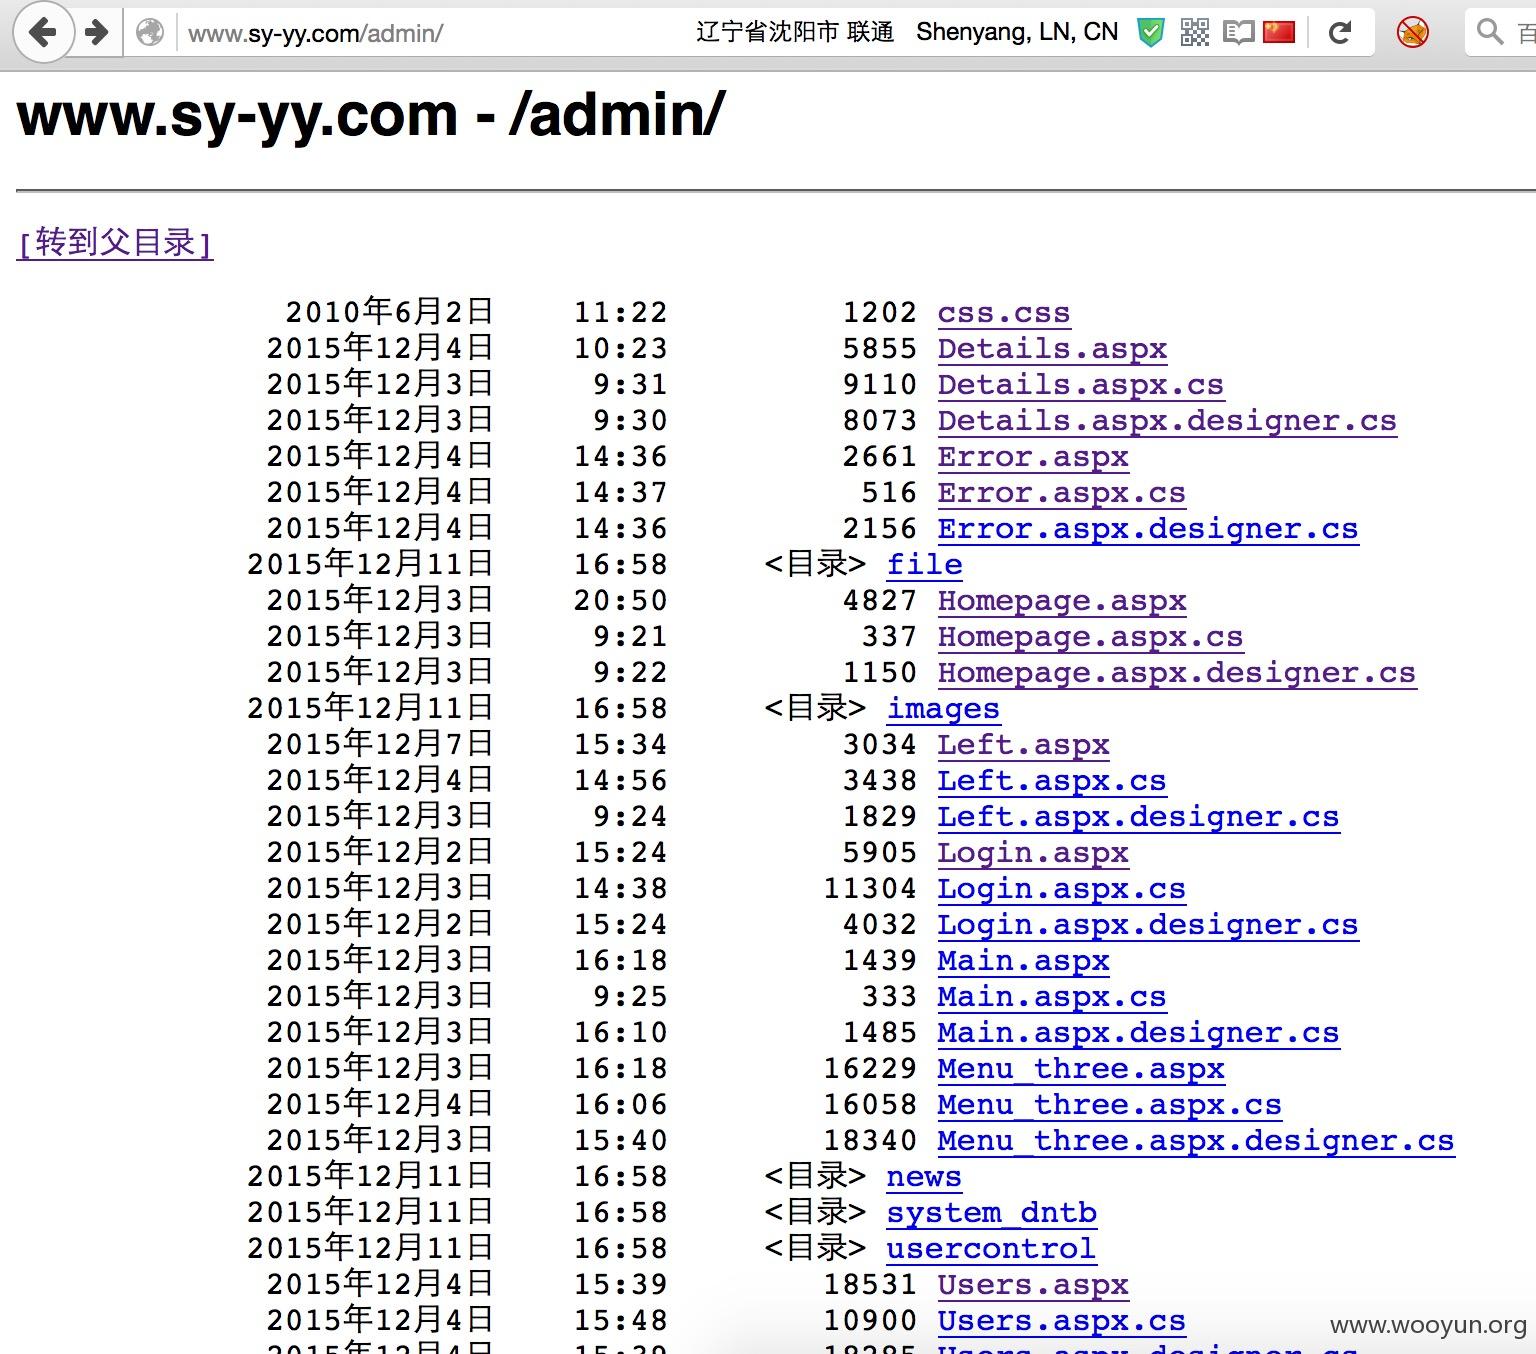 www.sy-yy.com/admin/ 辽宁省沈阳市 联通 Shenyang, LN, CN 百
www.sy-yy.com - /admin/
[转到父目录]
2010年6月2日 11:22 1202 css.css
2015年12月4日 10:23 5855 Details.aspx
2015年12月3日 9:31 9110 Details.aspx.cs
2015年12月3日 9:30 8073 Details.aspx.designer.cs
2015年12月4日 14:36 2661 Error.aspx
2015年12月4日 14:37 516 Error.aspx.cs
2015年12月4日 14:36 2156 Error.aspx.designer.cs
2015年12月11日 16:58 <目录> file
2015年12月3日 20:50 4827 Homepage.aspx
2015年12月3日 9:21 337 Homepage.aspx.cs
2015年12月3日 9:22 1150 Homepage.aspx.designer.cs
2015年12月11日 16:58 <目录> images
2015年12月7日 15:34 3034 Left.aspx
2015年12月4日 14:56 3438 Left.aspx.cs
2015年12月3日 9:24 1829 Left.aspx.designer.cs
2015年12月2日 15:24 5905 Login.aspx
2015年12月3日 14:38 11304 Login.aspx.cs
2015年12月2日 15:24 4032 Login.aspx.designer.cs
2015年12月3日 16:18 1439 Main.aspx
2015年12月3日 9:25 333 Main.aspx.cs
2015年12月3日 16:10 1485 Main.aspx.designer.cs
2015年12月3日 16:18 16229 Menu_three.aspx
2015年12月4日 16:06 16058 Menu_three.aspx.cs
2015年12月3日 15:40 18340 Menu_three.aspx.designer.cs
2015年12月11日 16:58 <目录> news
2015年12月11日 16:58 <目录> system_dntb
2015年12月11日 16:58 <目录> usercontrol
2015年12月4日 15:39 18531 Users.aspx
2015年12月4日 15:48 10900 Users.aspx.cs
www.wooyun.org